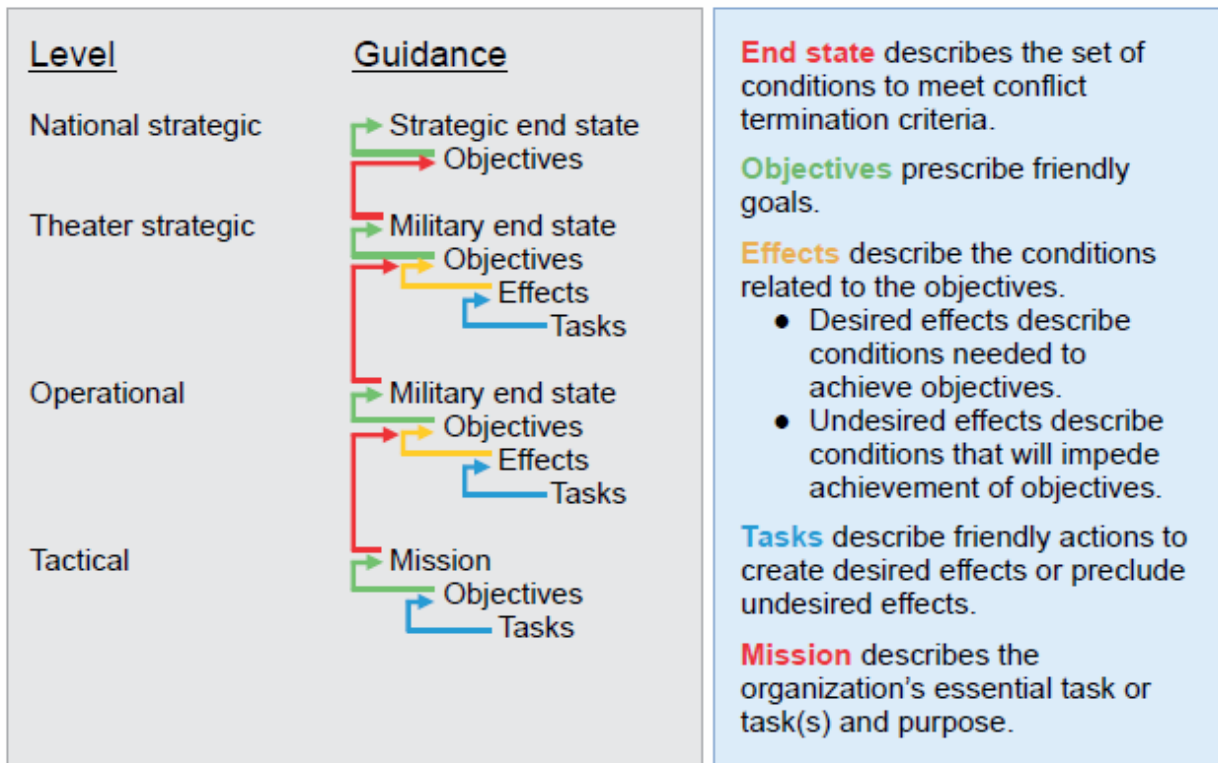 Level Guidance
National strategic Strategic end state
Objectives
Theater strategic Military end state
Objectives
Effects
Tasks
Operational Military end state
Objectives
Effects
Tasks
Tactical Mission
Objectives
Tasks
End state describes the set of
conditions to meet conflict
termination criteria.
Objectives prescribe friendly
goals.
Effects describe the conditions
related to the objectives.
● Desired effects describe
conditions needed to
achieve objectives.
● Undesired effects describe
conditions that will impede
achievement of objectives.
Tasks describe friendly actions to
create desired effects or preclude
undesired effects.
Mission describes the
organization's essential task or
task(s) and purpose.